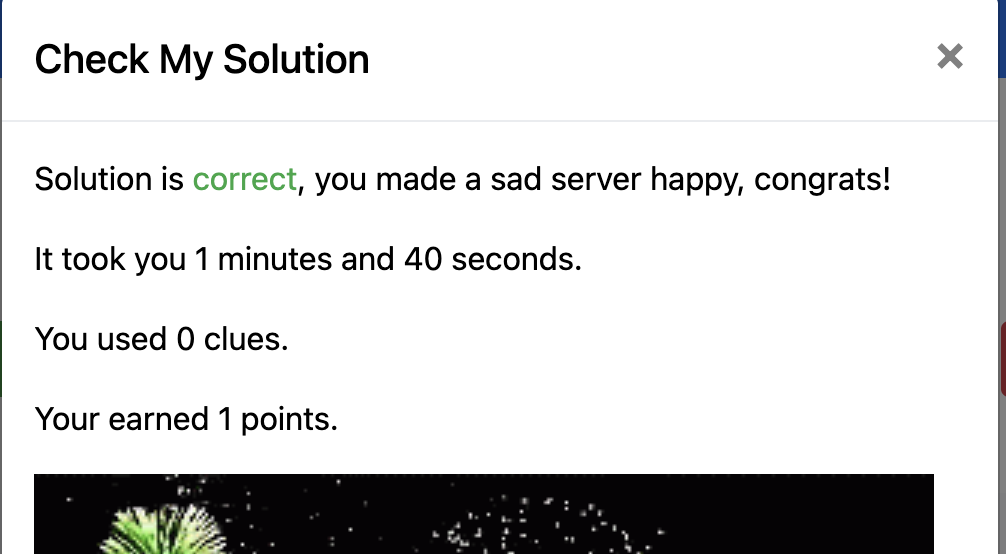 Check My Solution
Solution is correct, you made a sad server happy, congrats!
It took you 1 minutes and 40 seconds.
You used 0 clues.
Your earned 1 points.